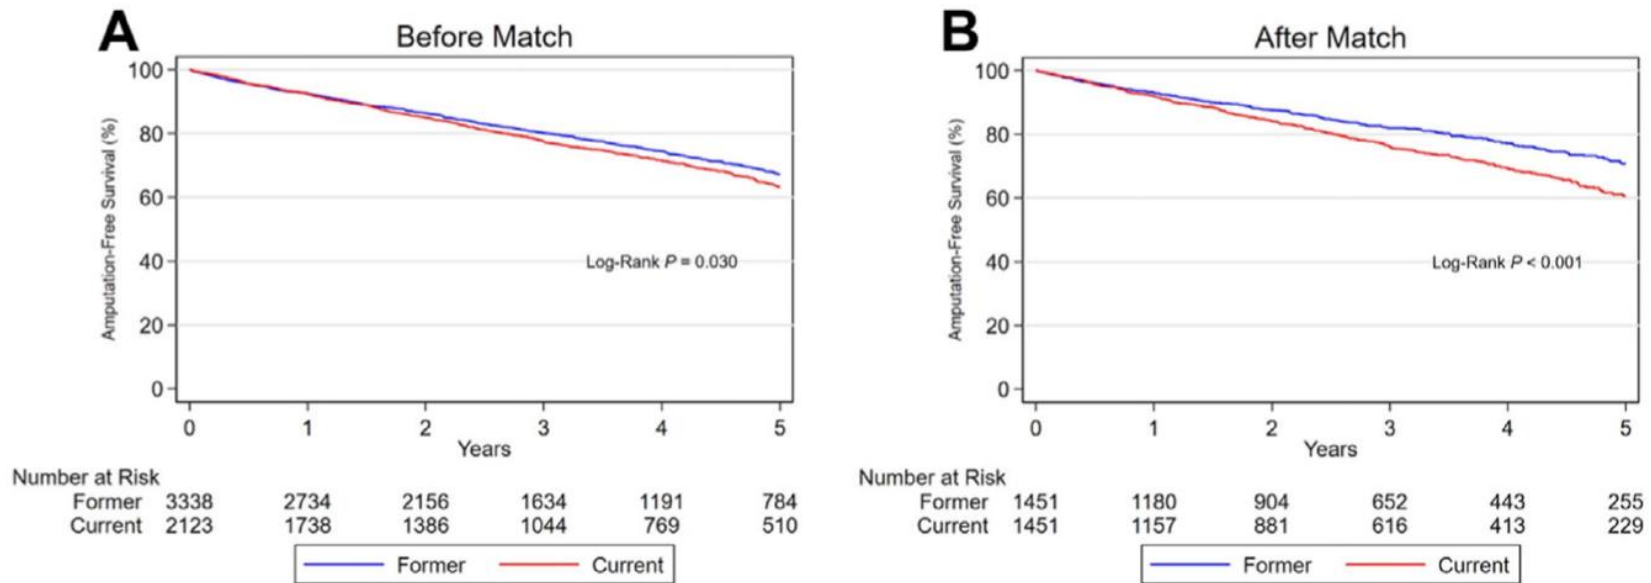 A
Before Match
Amputation-Free Survival (%)
100
80
60
40
20
0
Log-Rank P = 0.030
0 1 2 3 4 5
Years
Number at Risk
Former 3338 2734 2156 1634 1191 784
Current 2123 1738 1386 1044 769 510
Former Current
B
After Match
Amputation-Free Survival (%)
100
80
60
40
20
0
Log-Rank P < 0.001
0 1 2 3 4 5
Years
Number at Risk
Former 1451 1180 904 652 443 255
Current 1451 1157 881 616 413 229
Former Current